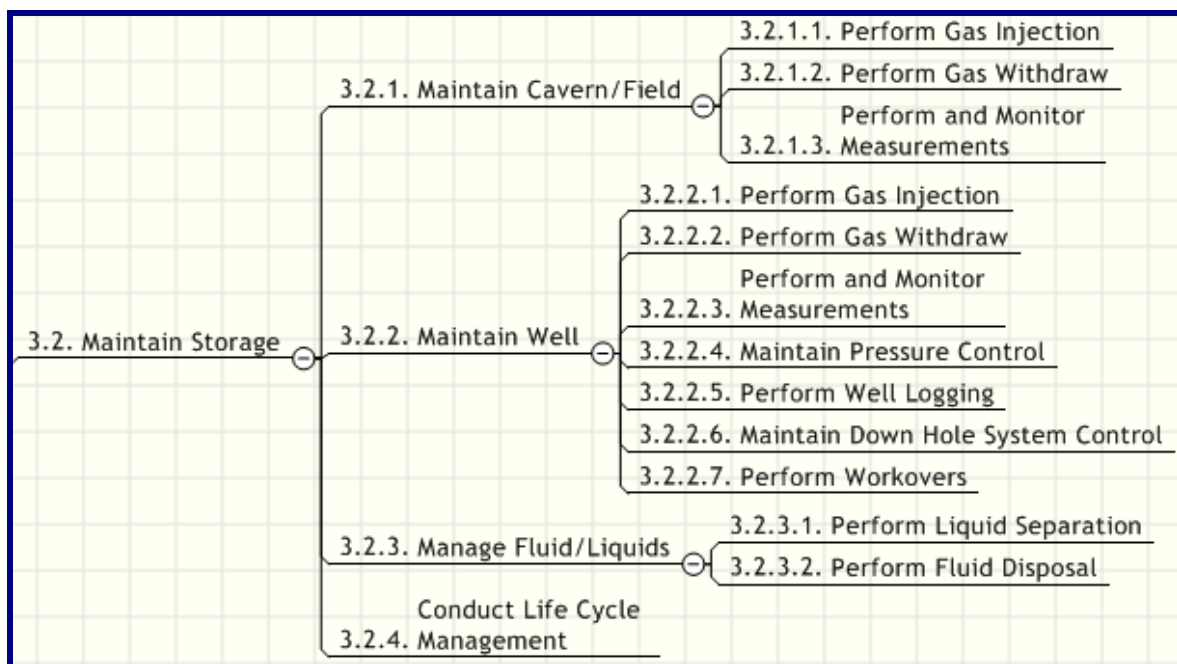 3.2. Maintain Storage
3.2.1. Maintain Cavern/Field
3.2.1.1. Perform Gas Injection
3.2.1.2. Perform Gas Withdraw
Perform and Monitor
3.2.1.3. Measurements
3.2.2. Maintain Well
3.2.2.1. Perform Gas Injection
3.2.2.2. Perform Gas Withdraw
Perform and Monitor
3.2.2.3. Measurements
3.2.2.4. Maintain Pressure Control
3.2.2.5. Perform Well Logging
3.2.2.6. Maintain Down Hole System Control
3.2.2.7. Perform Workovers
3.2.3. Manage Fluid/Liquids
3.2.3.1. Perform Liquid Separation
3.2.3.2. Perform Fluid Disposal
Conduct Life Cycle
3.2.4. Management